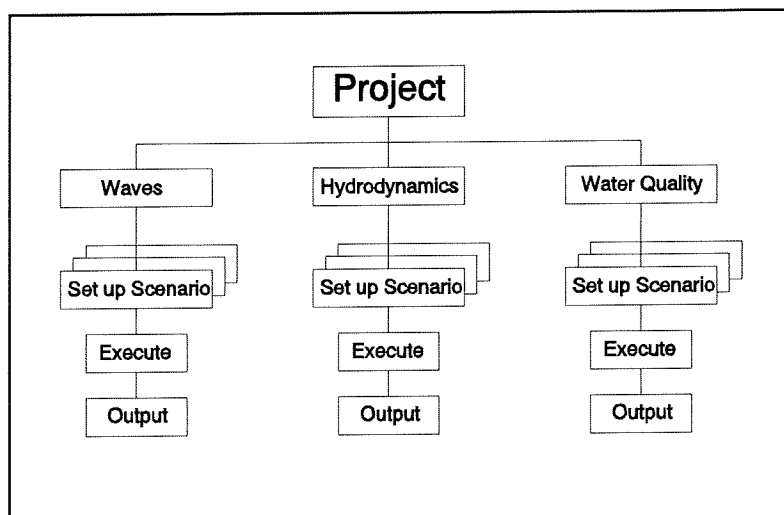 Project
Waves
Hydrodynamics
Water Quality
Set up Scenario
Set up Scenario
Set up Scenario
Execute
Execute
Execute
Output
Output
Output